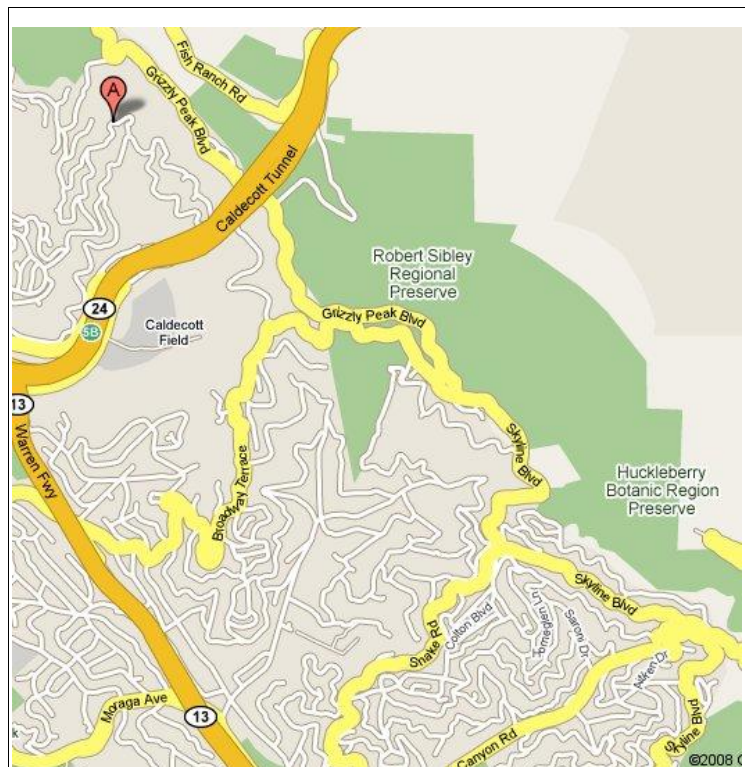 Fish Ranch Rd
A
Grizzly Peak Blvd
Caldecott Tunnel
Robert Sibley
Regional
Preserve
24
5B
Caldecott
Field
Grizzly Peak Blvd
13
Warren Fwy
Broadway Terrace
Skyline Blvd
Huckleberry
Botanic Region
Preserve
Skyline Blvd
Colton Blvd
Homeglen Ln
Saroni Dr
Snake Rd
Aitken Dr
Moraga Ave
13
Canyon Rd
Skyline Blvd
©2008